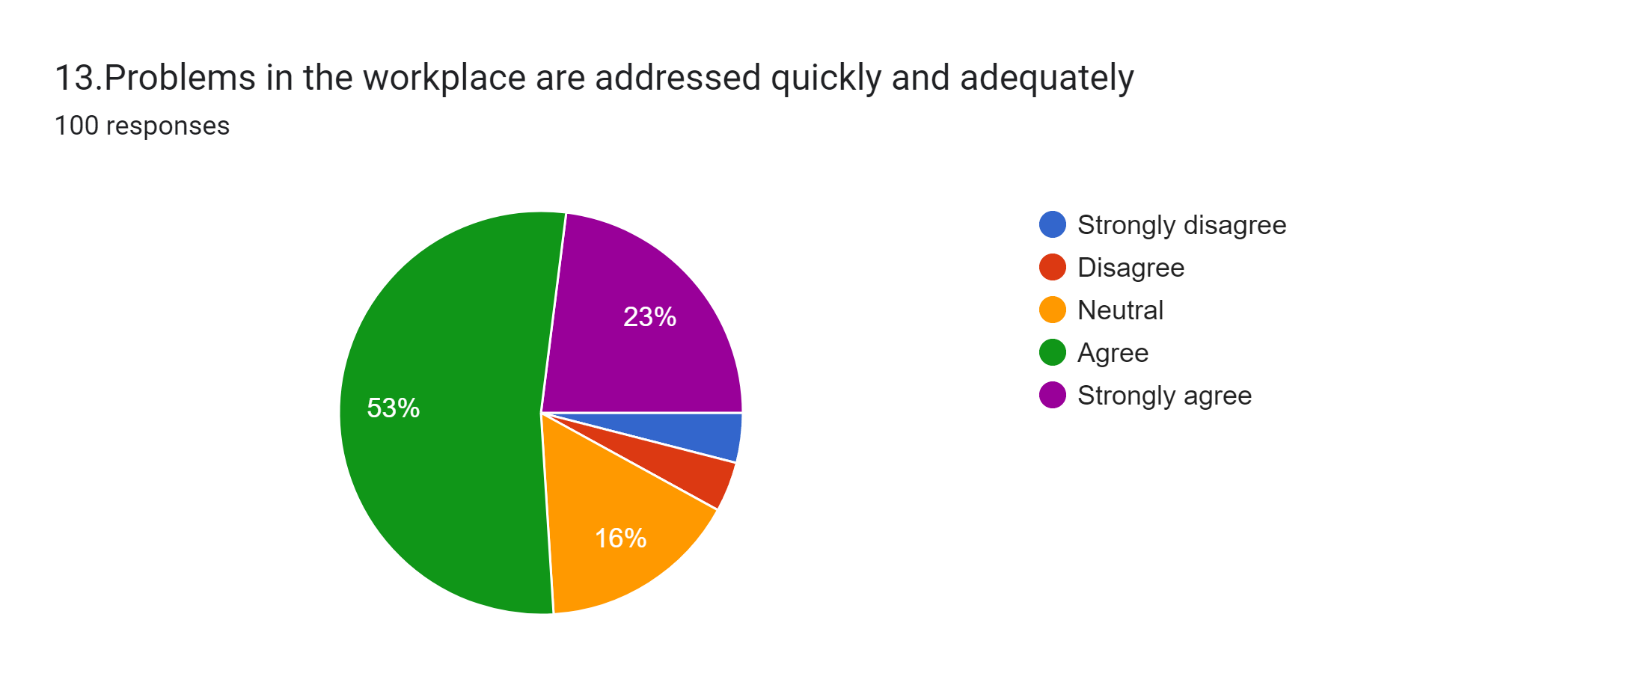 13.Problems in the workplace are addressed quickly and adequately
100 responses
23%
53%
16%
Strongly disagree
Disagree
Neutral
Agree
Strongly agree